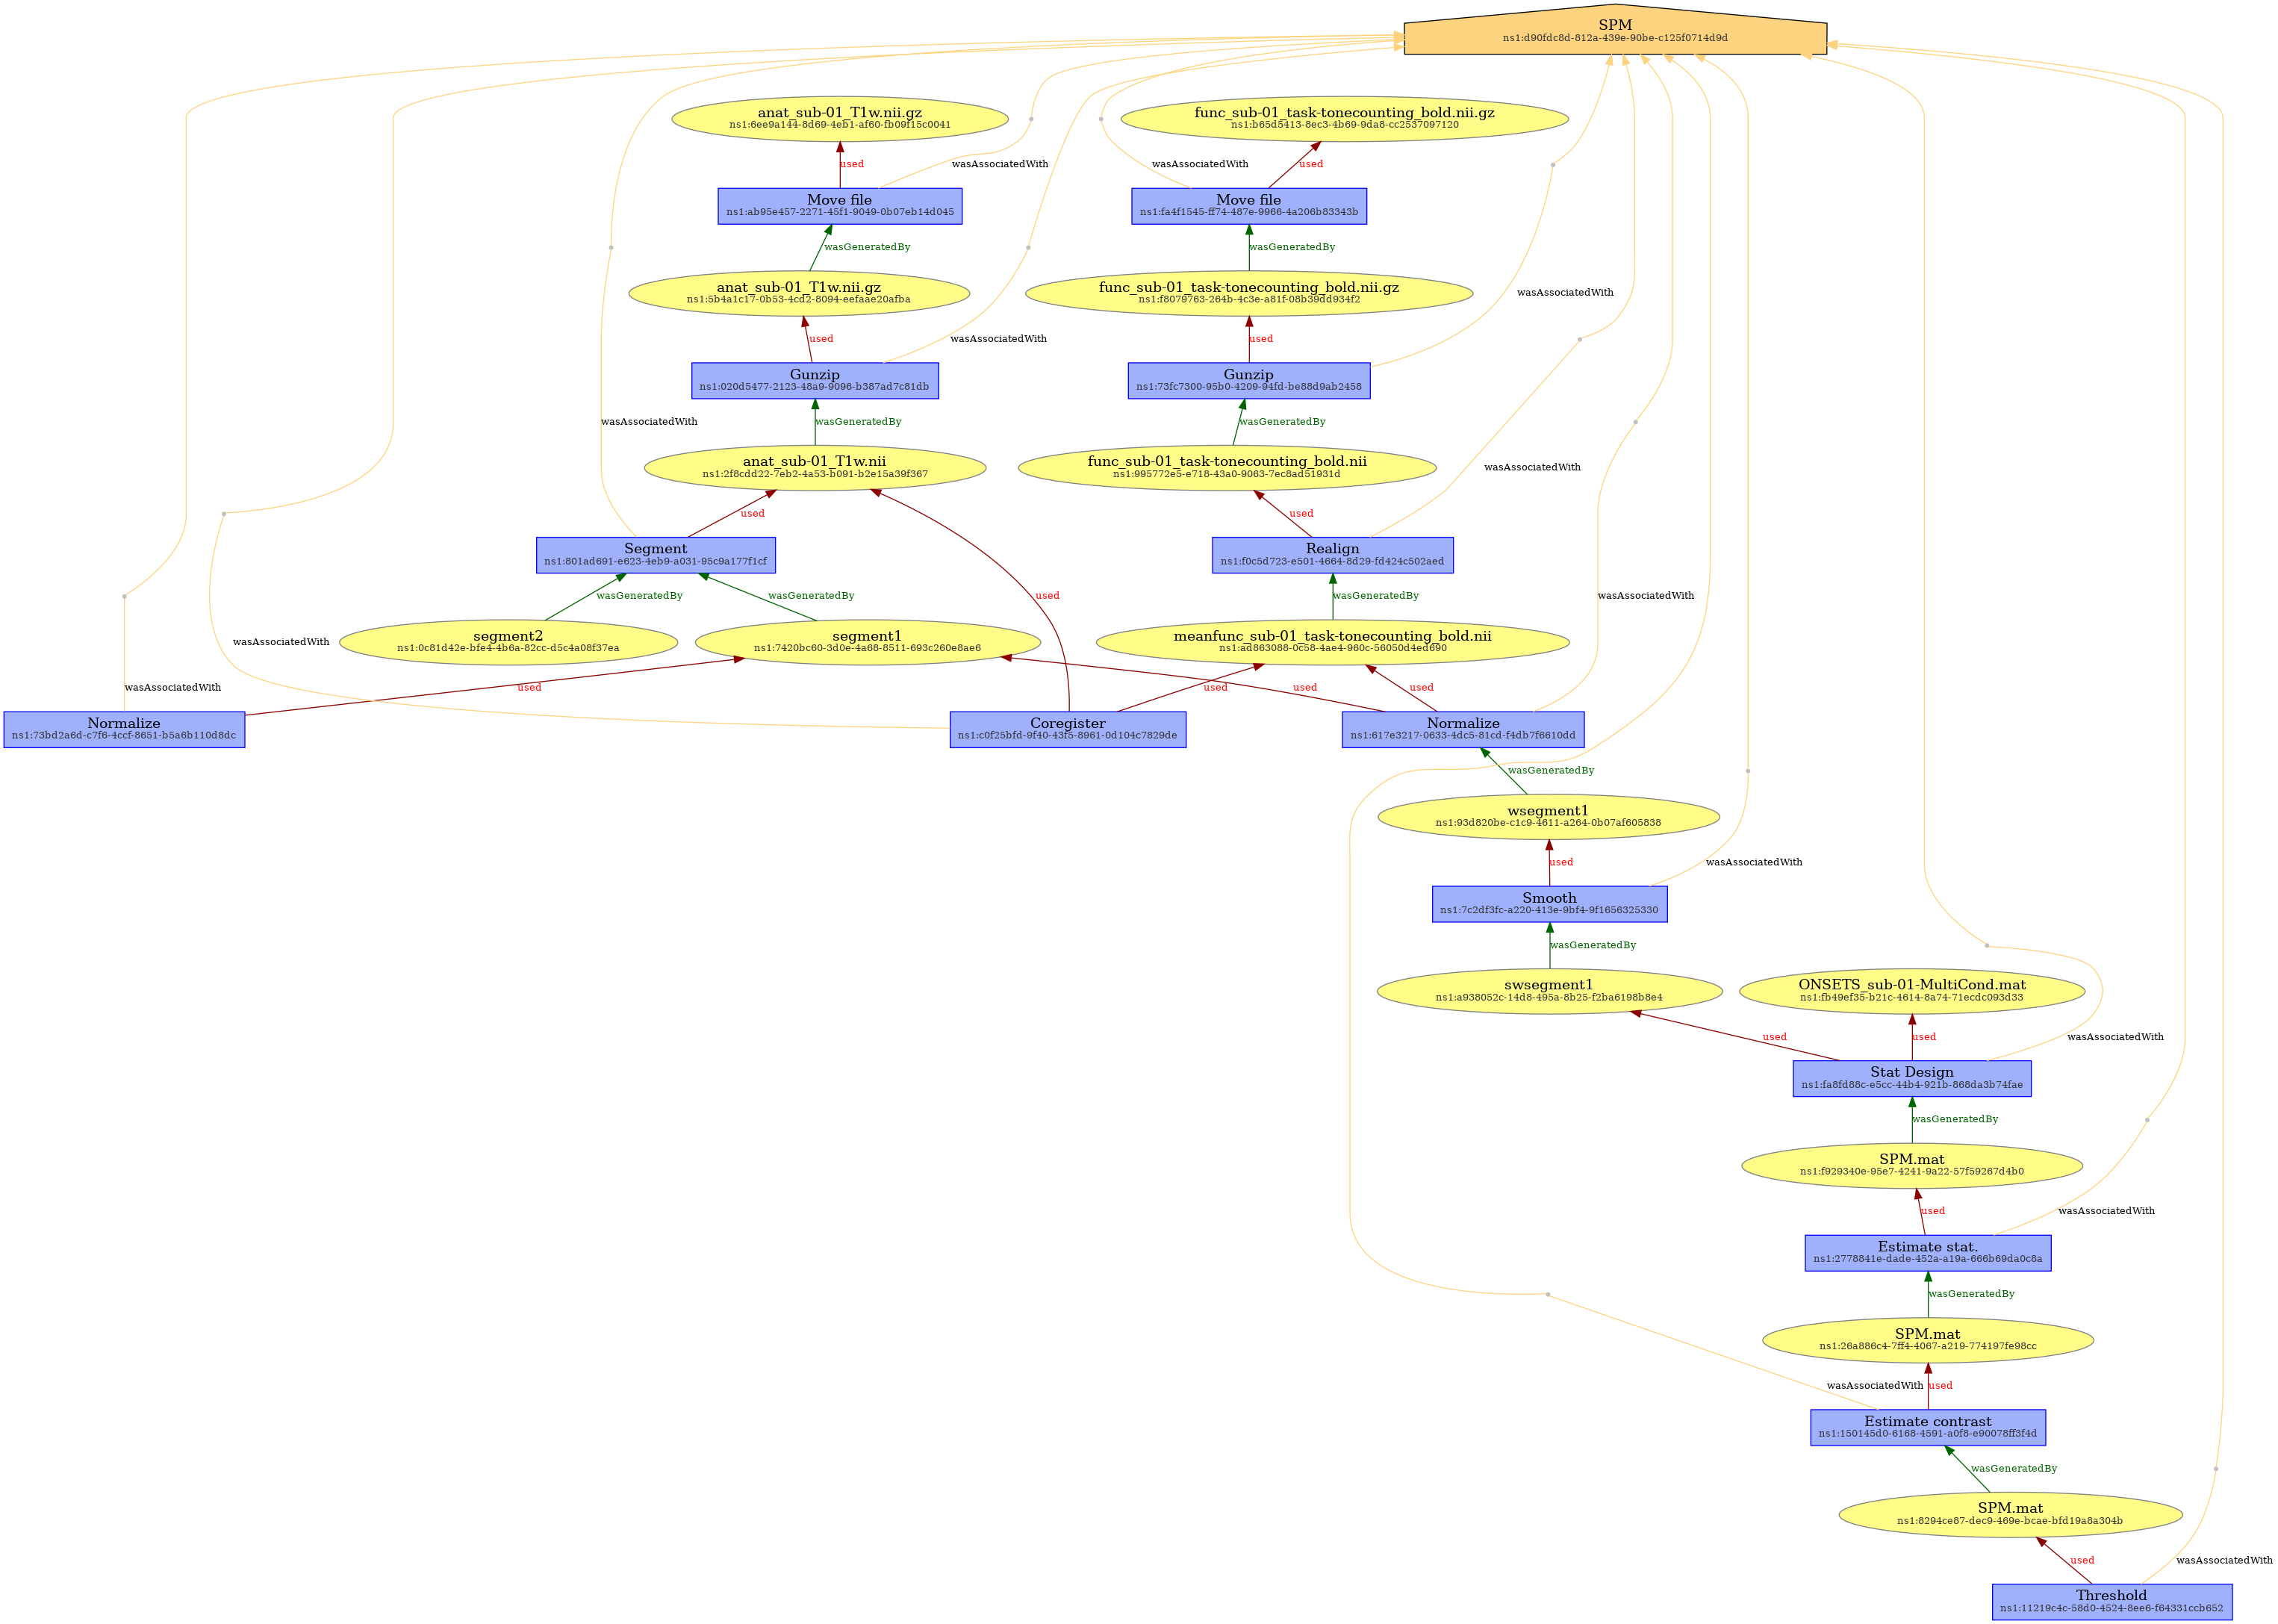 SPM
ns1:d90fdc8d-812a-439e-90be-c125f0714d9d
anat_sub-01_T1w.nii.gz
ns1:6ee9a144-8d69-4eb1-af60-fb09f15c0041
func_sub-01_task-tonecounting_bold.nii.gz
ns1:b65d5413-8ec3-4b69-9da8-cc2537097120
used
wasAssociatedWith
wasAssociatedWith
used
Move file
ns1:ab95e457-2271-45f1-9049-0b07eb14d045
Move file
ns1:fa4f1545-ff74-487e-9966-4a206b83343b
wasGeneratedBy
wasGeneratedBy
anat_sub-01_T1w.nii.gz
ns1:5b4a1c17-0b53-4cd2-8094-eefaae20afba
func_sub-01_task-tonecounting_bold.nii.gz
ns1:f8079763-264b-4c3e-a81f-08b39dd934f2
wasAssociatedWith
used
wasAssociatedWith
used
Gunzip
ns1:020d5477-2123-48a9-9096-b387ad7c81db
Gunzip
ns1:73fc7300-95b0-4209-94fd-be88d9ab2458
wasAssociatedWith
wasGeneratedBy
wasGeneratedBy
anat_sub-01_T1w.nii
ns1:2f8cdd22-7eb2-4a53-b091-b2e15a39f367
func_sub-01_task-tonecounting_bold.nii
ns1:995772e5-e718-43a0-9063-7ec8ad51931d
wasAssociatedWith
used
used
Segment
ns1:801ad691-e623-4eb9-a031-95c9a177f1cf
Realign
ns1:f0c5d723-e501-4664-8d29-fd424c502aed
wasGeneratedBy
wasGeneratedBy
used
wasGeneratedBy
wasAssociatedWith
segment2
ns1:0c81d42e-bfe4-4b6a-82cc-d5c4a08f37ea
segment1
ns1:7420bc60-3d0e-4a68-8511-693c260e8ae6
meanfunc_sub-01_task-tonecounting_bold.nii
ns1:ad863088-0c58-4ae4-960c-56050d4ed690
wasAssociatedWith
wasAssociatedWith
used
used
used
used
Normalize
ns1:73bd2a6d-c7f6-4ccf-8651-b5a6b110d8dc
Coregister
ns1:c0f25bfd-9f40-43f5-8961-0d104c7829de
Normalize
ns1:617e3217-0633-4dc5-81cd-f4db7f6610dd
wasGeneratedBy
wsegment1
ns1:93d820be-c1c9-4611-a264-0b07af605838
used
wasAssociatedWith
Smooth
ns1:7c2df3fc-a220-413e-9bf4-9f1656325330
wasGeneratedBy
swsegment1
ns1:a938052c-14d8-495a-8b25-f2ba6198b8e4
ONSETS_sub-01-MultiCond.mat
ns1:fb49ef35-b21c-4614-8a74-71ecdc093d33
used
used
wasAssociatedWith
Stat Design
ns1:fa8fd88c-e5cc-44b4-921b-868da3b74fae
wasGeneratedBy
SPM.mat
ns1:f929340e-95e7-4241-9a22-57f59267d4b0
used
wasAssociatedWith
Estimate stat.
ns1:2778841e-dade-452a-a19a-666b69da0c8a
wasGeneratedBy
SPM.mat
ns1:26a886c4-7ff4-4067-a219-774197fe98cc
wasAssociatedWith
used
Estimate contrast
ns1:150145d0-6168-4591-a0f8-e90078ff3f4d
wasGeneratedBy
SPM.mat
ns1:8294ce87-dec9-469e-bcae-bfd19a8a304b
used
wasAssociatedWith
Threshold
ns1:11219c4c-58d0-4524-8ee6-f64331ccb652